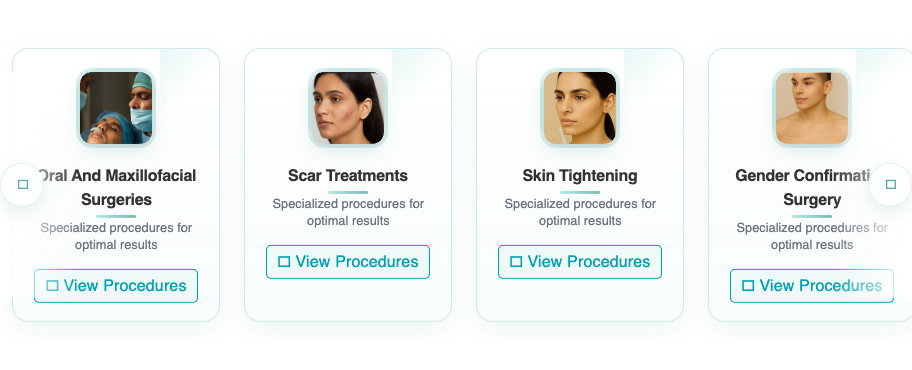 Oral And Maxillofacial
Surgeries
Specialized procedures for
optimal results
View Procedures
Scar Treatments
Specialized procedures for
optimal results
View Procedures
Skin Tightening
Specialized procedures for
optimal results
View Procedures
Gender Confirmati
Surgery
Specialized procedures for
optimal results
View Procedures